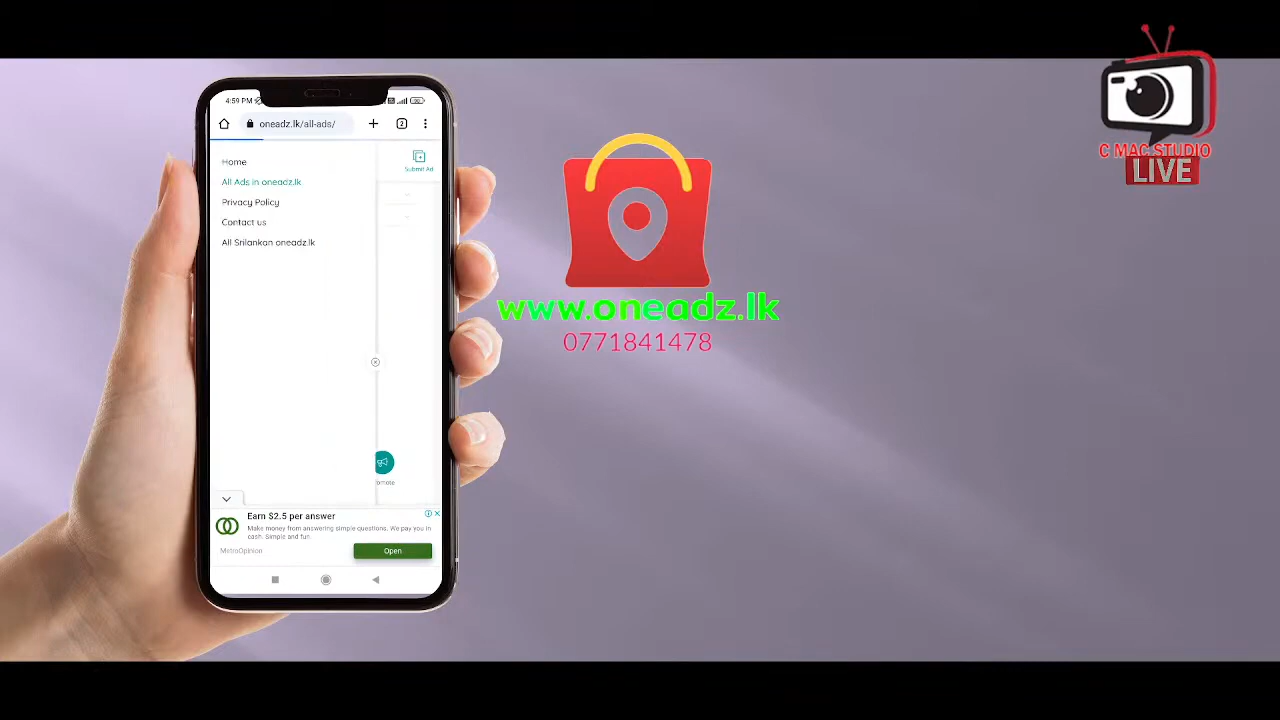 C MAC STUDIO
LIVE
4:59 PM
oneadz.lk/all-ads/
2
Submit Ad
Home
All Ads in oneadz.lk
Privacy Policy
Contact us
All Srilankan oneadz.lk
omote
Earn $2.5 per answer
Make money from answering simple questions. We pay you in
cash. Simple and fun
Open
www.oneadz.lk
0771841478